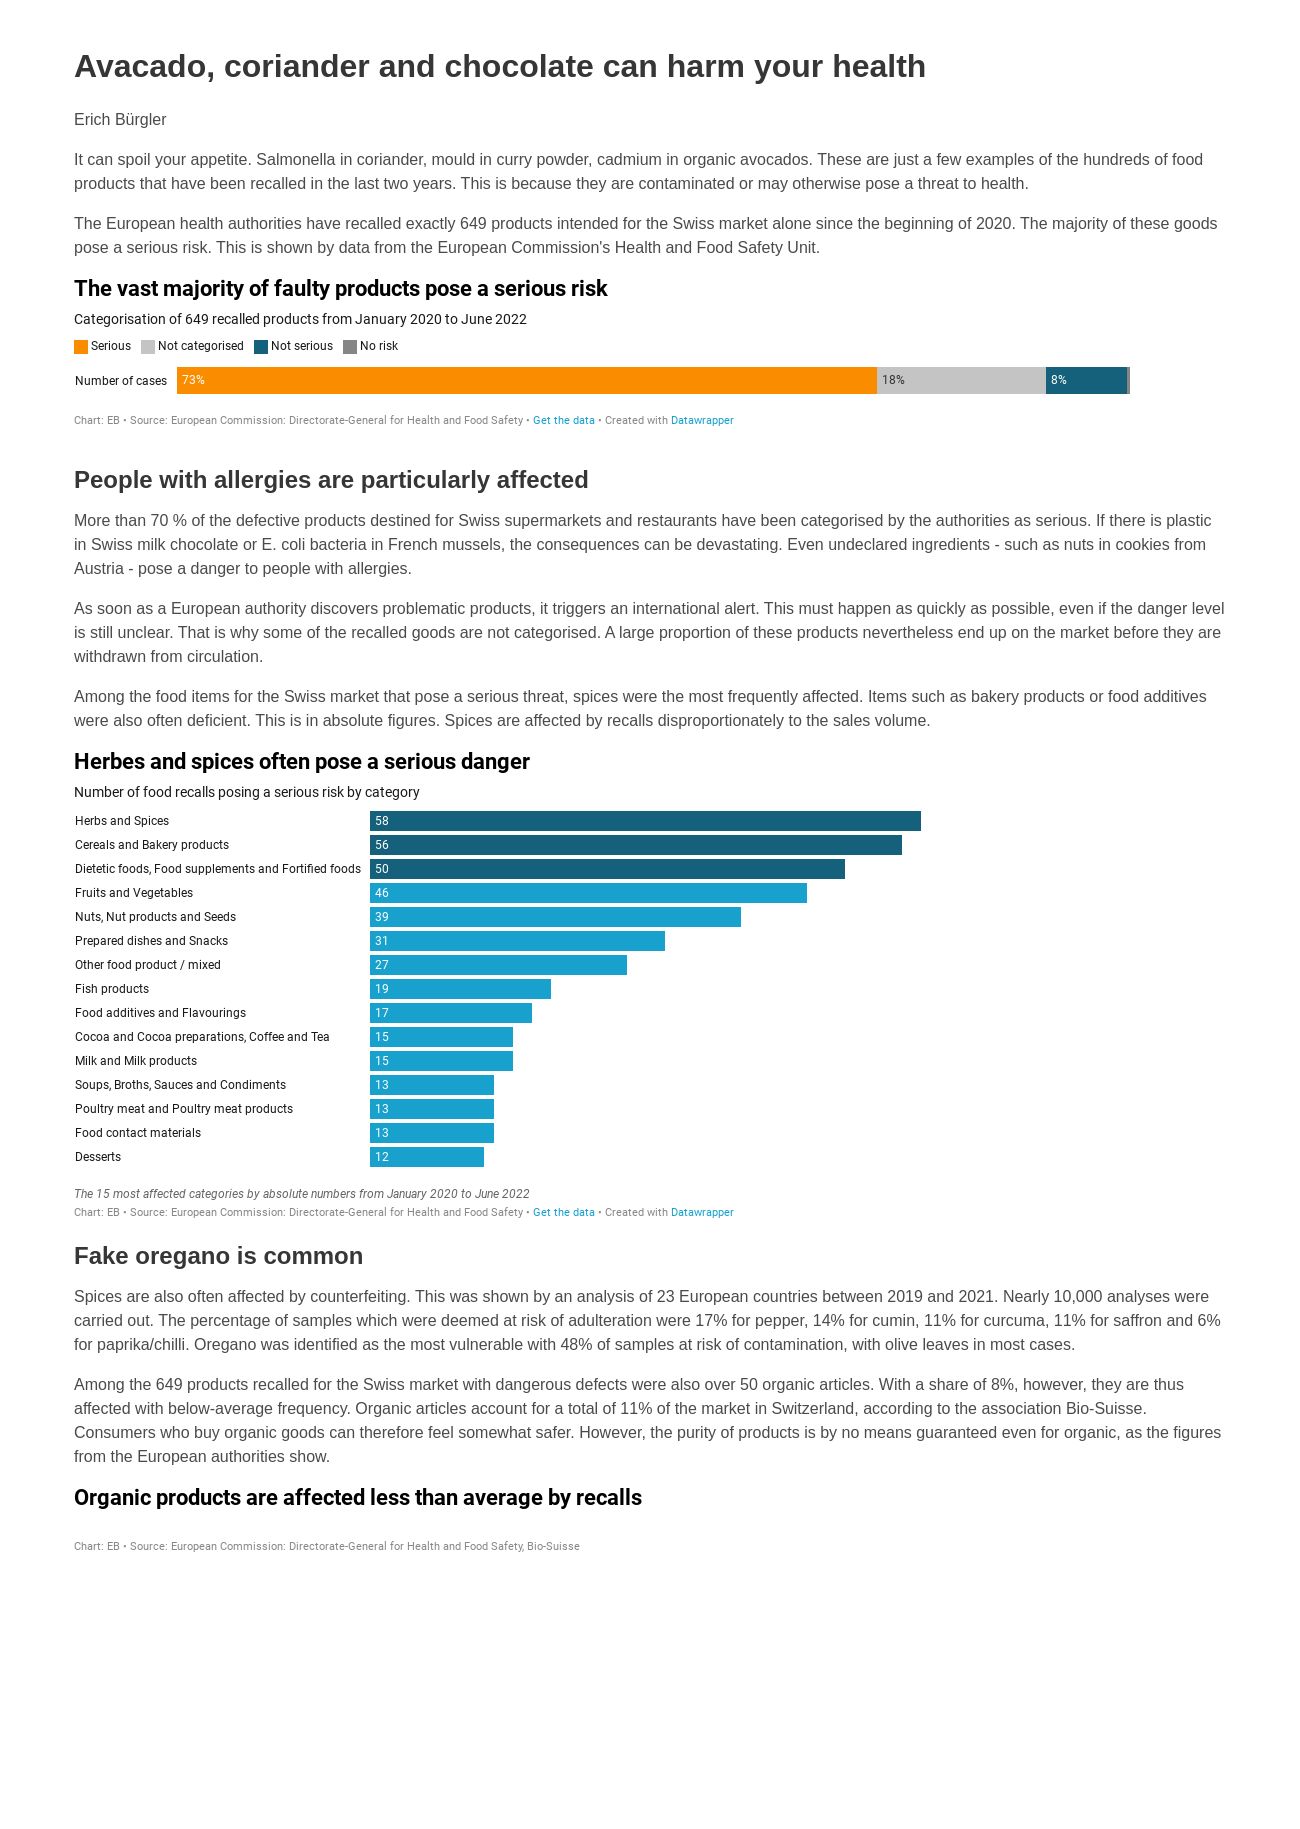 Avacado, coriander and chocolate can harm your health
Erich Bürgler
It can spoil your appetite. Salmonella in coriander, mould in curry powder, cadmium in organic avocados. These are just a few examples of the hundreds of food
products that have been recalled in the last two years. This is because they are contaminated or may otherwise pose a threat to health.
The European health authorities have recalled exactly 649 products intended for the Swiss market alone since the beginning of 2020. The majority of these goods
pose a serious risk. This is shown by data from the European Commission's Health and Food Safety Unit.
The vast majority of faulty products pose a serious risk
Categorisation of 649 recalled products from January 2020 to June 2022
Serious Not categorised Not serious No risk
Number of cases 73% 18% 8%
Chart: EB • Source: European Commission: Directorate-General for Health and Food Safety • Get the data • Created with Datawrapper
People with allergies are particularly affected
More than 70 % of the defective products destined for Swiss supermarkets and restaurants have been categorised by the authorities as serious. If there is plastic
in Swiss milk chocolate or E. coli bacteria in French mussels, the consequences can be devastating. Even undeclared ingredients - such as nuts in cookies from
Austria - pose a danger to people with allergies.
As soon as a European authority discovers problematic products, it triggers an international alert. This must happen as quickly as possible, even if the danger level
is still unclear. That is why some of the recalled goods are not categorised. A large proportion of these products nevertheless end up on the market before they are
withdrawn from circulation.
Among the food items for the Swiss market that pose a serious threat, spices were the most frequently affected. Items such as bakery products or food additives
were also often deficient. This is in absolute figures. Spices are affected by recalls disproportionately to the sales volume.
Herbes and spices often pose a serious danger
Number of food recalls posing a serious risk by category
Herbs and Spices 58
Cereals and Bakery products 56
Dietetic foods, Food supplements and Fortified foods 50
Fruits and Vegetables 46
Nuts, Nut products and Seeds 39
Prepared dishes and Snacks 31
Other food product / mixed 27
Fish products 19
Food additives and Flavourings 17
Cocoa and Cocoa preparations, Coffee and Tea 15
Milk and Milk products 15
Soups, Broths, Sauces and Condiments 13
Poultry meat and Poultry meat products 13
Food contact materials 13
Desserts 12
The 15 most affected categories by absolute numbers from January 2020 to June 2022
Chart: EB • Source: European Commission: Directorate-General for Health and Food Safety • Get the data • Created with Datawrapper
Fake oregano is common
Spices are also often affected by counterfeiting. This was shown by an analysis of 23 European countries between 2019 and 2021. Nearly 10,000 analyses were
carried out. The percentage of samples which were deemed at risk of adulteration were 17% for pepper, 14% for cumin, 11% for curcuma, 11% for saffron and 6%
for paprika/chilli. Oregano was identified as the most vulnerable with 48% of samples at risk of contamination, with olive leaves in most cases.
Among the 649 products recalled for the Swiss market with dangerous defects were also over 50 organic articles. With a share of 8%, however, they are thus
affected with below-average frequency. Organic articles account for a total of 11% of the market in Switzerland, according to the association Bio-Suisse.
Consumers who buy organic goods can therefore feel somewhat safer. However, the purity of products is by no means guaranteed even for organic, as the figures
from the European authorities show.
Organic products are affected less than average by recalls
Chart: EB • Source: European Commission: Directorate-General for Health and Food Safety, Bio-Suisse